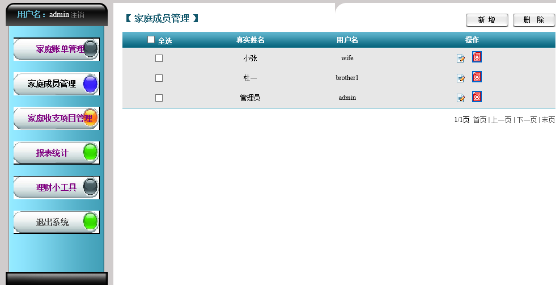 用户名: admin 主页
家庭账单管理
家庭成员管理
家庭收支项目管理
报表统计
理财小工具
退出系统
【 家庭成员管理 】
新 增 删 除
全选 真实姓名 用户名 操作
小张 wife
杜一 brother1
管理员 admin
1/1页 首页 | 上一页 | 下一页 | 末页